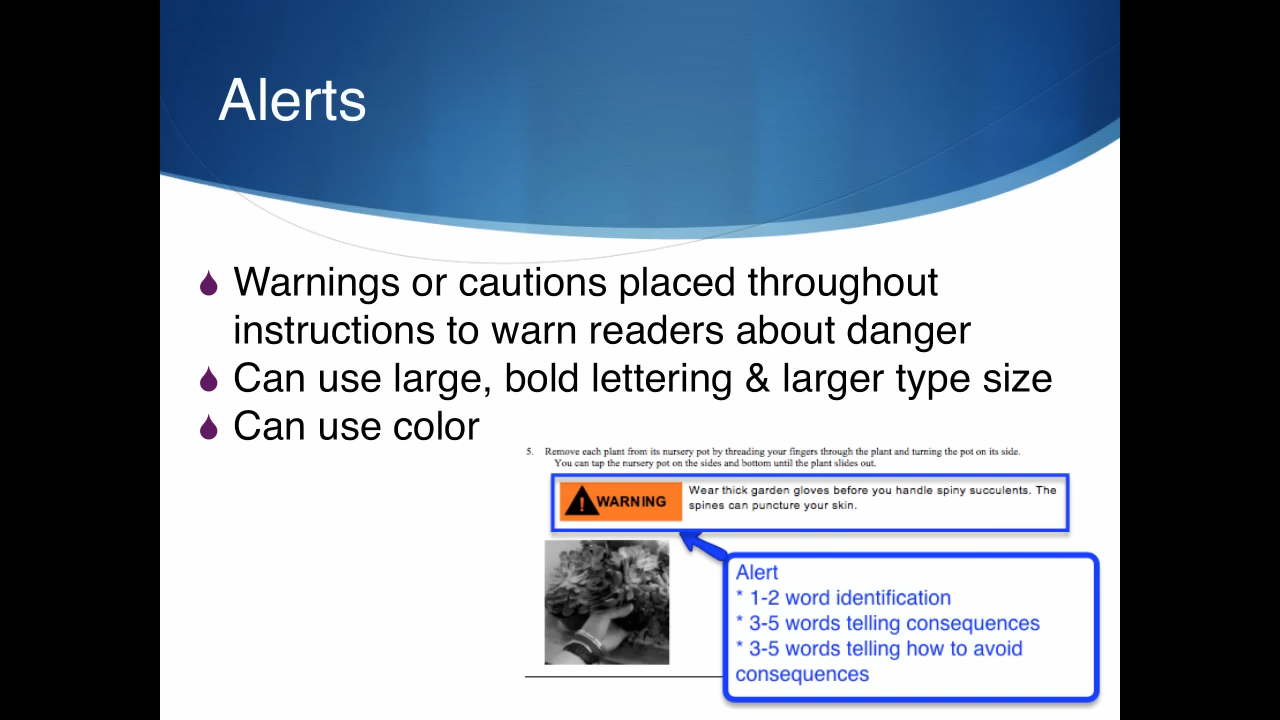 Alerts
Warnings or cautions placed throughout
instructions to warn readers about danger
Can use large, bold lettering & larger type size
Can use color
5. Remove each plant from its nursery pot by threading your fingers through the plant and turning the pot on its side.
You can tap the nursery pot on the sides and bottom until the plant slides out.
WARNING
Wear thick garden gloves before you handle spiny succulents. The
spines can puncture your skin.
Alert
* 1-2 word identification
* 3-5 words telling consequences
* 3-5 words telling how to avoid
consequences